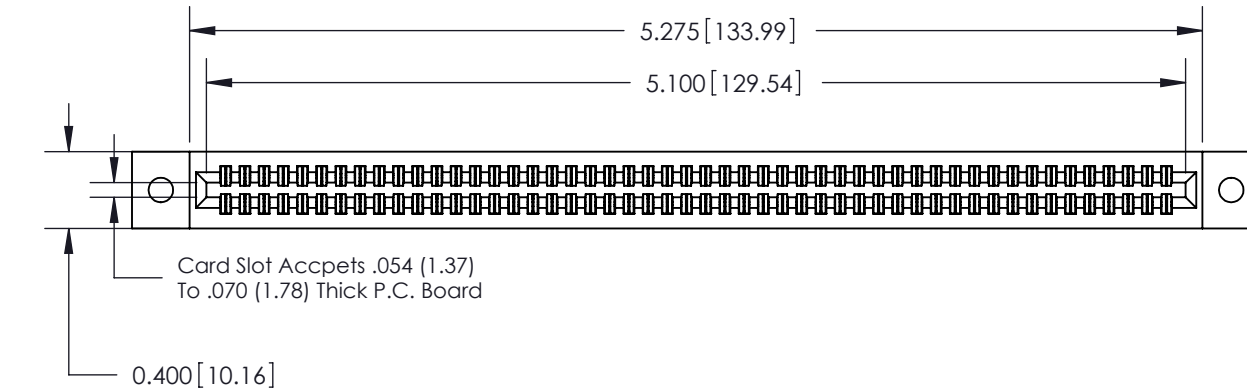 5.275[133.99]
5.100[129.54]
Card Slot Accpets .054 (1.37)
To .070 (1.78) Thick P.C. Board
0.400[10.16]